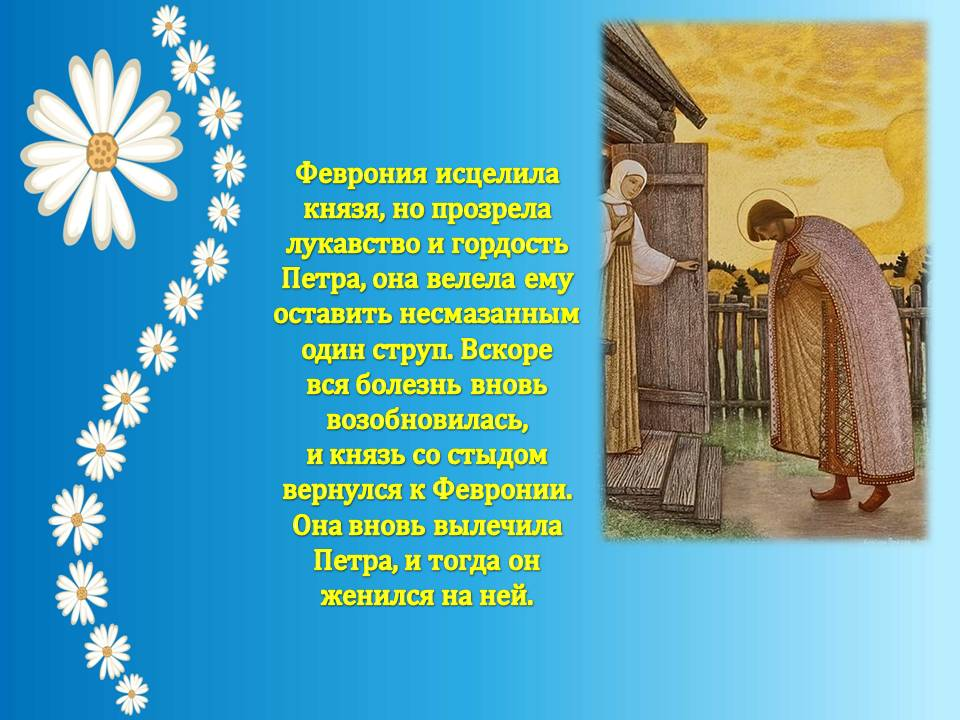 Феврония исцелила
князя, но прозрела
лукавство и гордость
Петра, она велела ему
оставить несмазанным
один струп. Вскоре
вся болезнь вновь
возобновилась,
и князь со стыдом
вернулся к Февронии.
Она вновь вылечила
Петра, и тогда он
женился на ней.